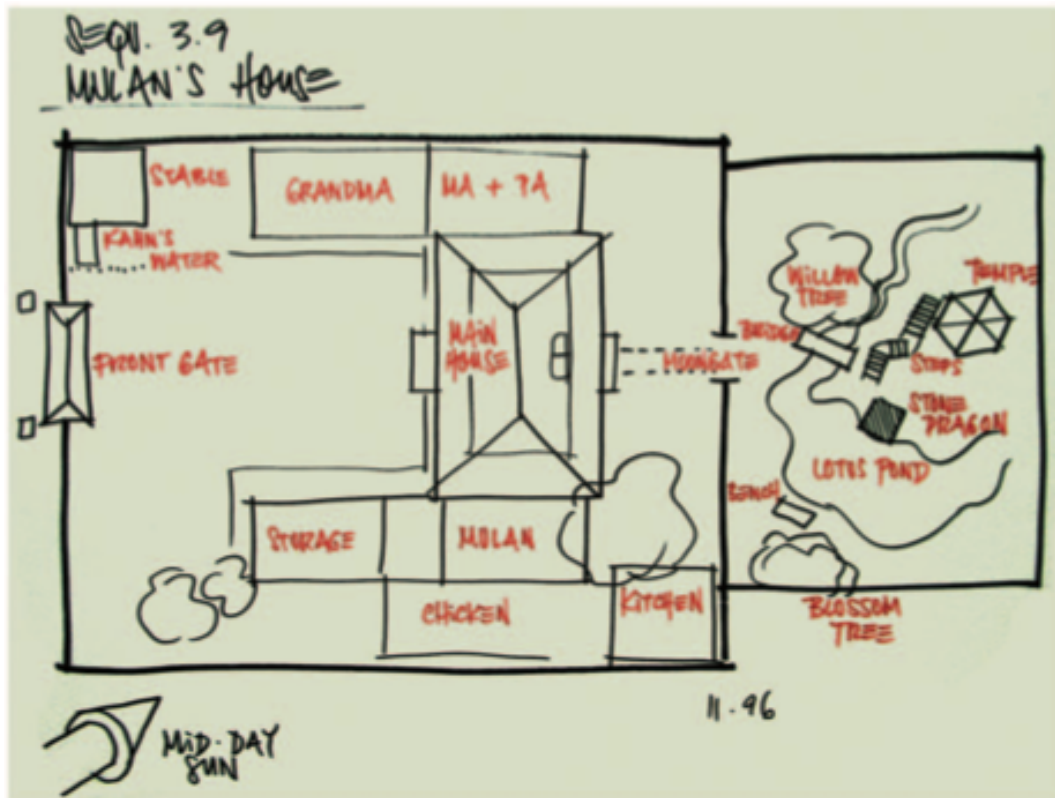 SEQU. 3.9
MULAN'S HOUSE
STABLE
GRANDMA
MA + PA
KAHN'S
WATER
WILLOW
TREE
TEMPLE
BRIDGE
FRONT GATE
MAIN
HOUSE
MOONGATE
STEPS
STONE
DRAGON
LOTUS POND
BENCH
STORAGE
MULAN
CHICKEN
KITCHEN
BLOSSOM
TREE
11.96
MID-DAY
SUN